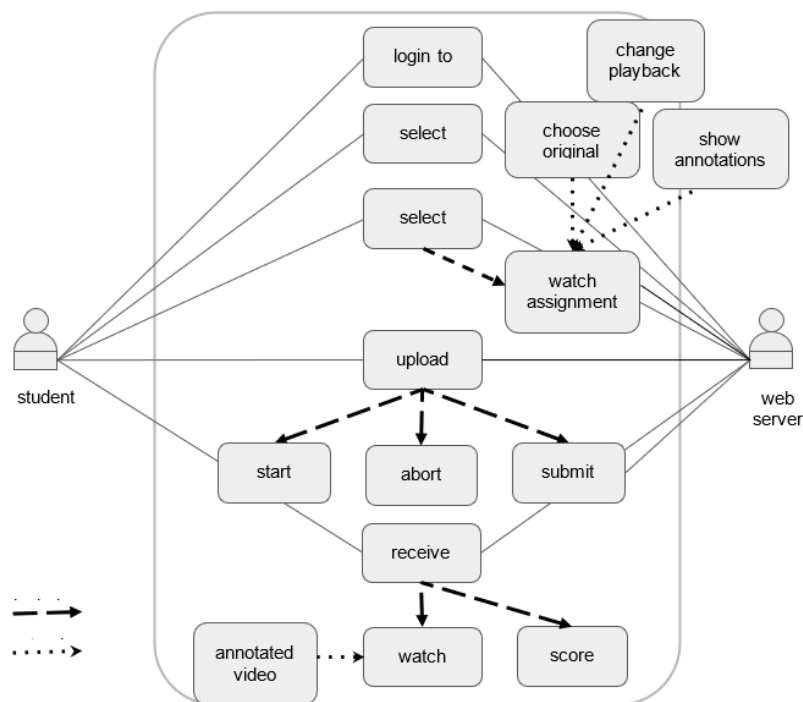 login to
change
playback
select
choose
original
show
annotations
select
watch
assignment
student
upload
web
server
start
abort
submit
receive
annotated
video
watch
score